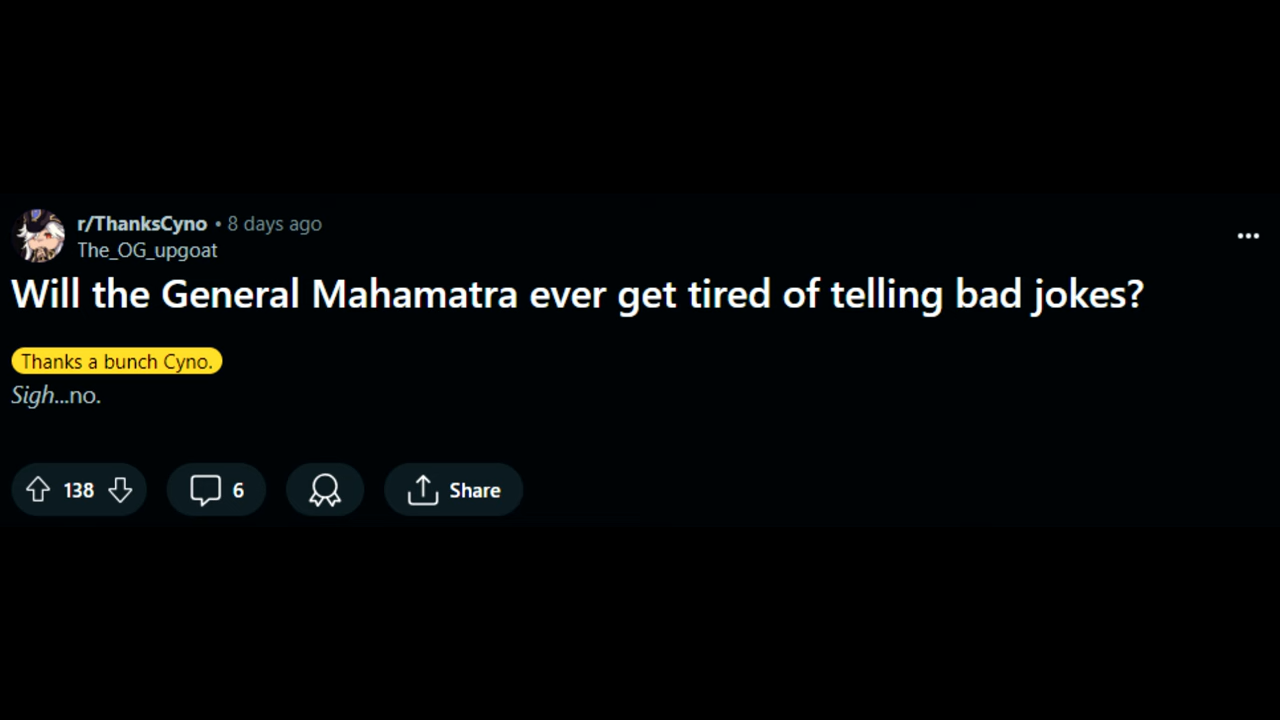 r/ThanksCyno • 8 days ago
The_OG_upgoat
Will the General Mahamatra ever get tired of telling bad jokes?
Thanks a bunch Cyno.
Sigh...no.
138 6 Share